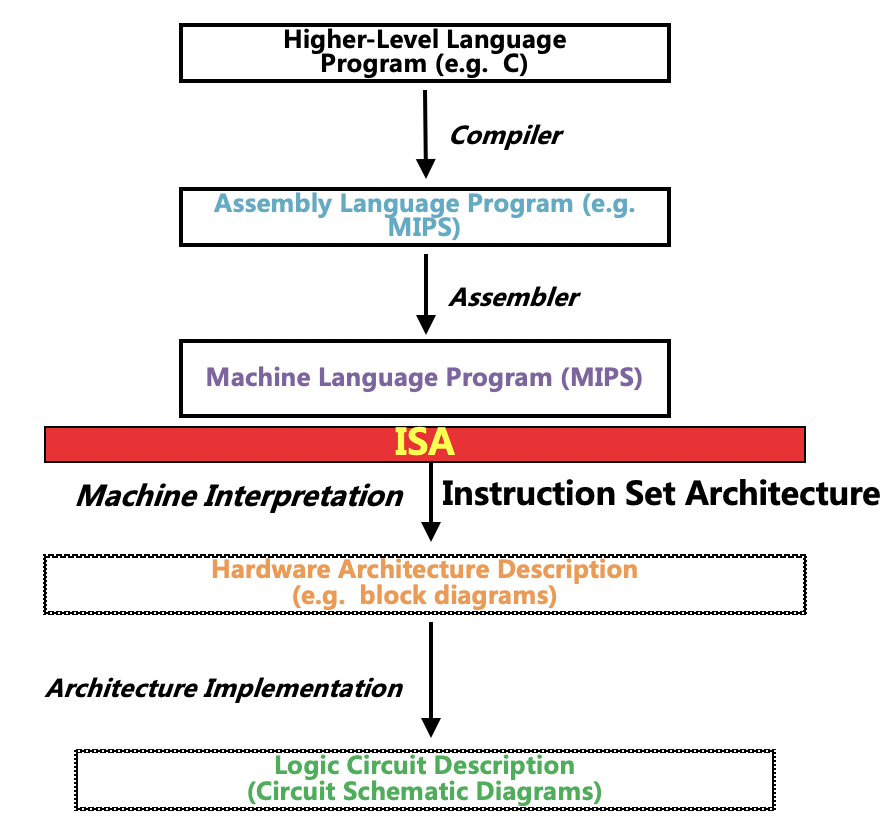 Higher-Level Language
Program (e.g. C)
Compiler
Assembly Language Program (e.g.
MIPS)
Assembler
Machine Language Program (MIPS)
ISA
Machine Interpretation
Instruction Set Architecture
Hardware Architecture Description
(e.g. block diagrams)
Architecture Implementation
Logic Circuit Description
(Circuit Schematic Diagrams)